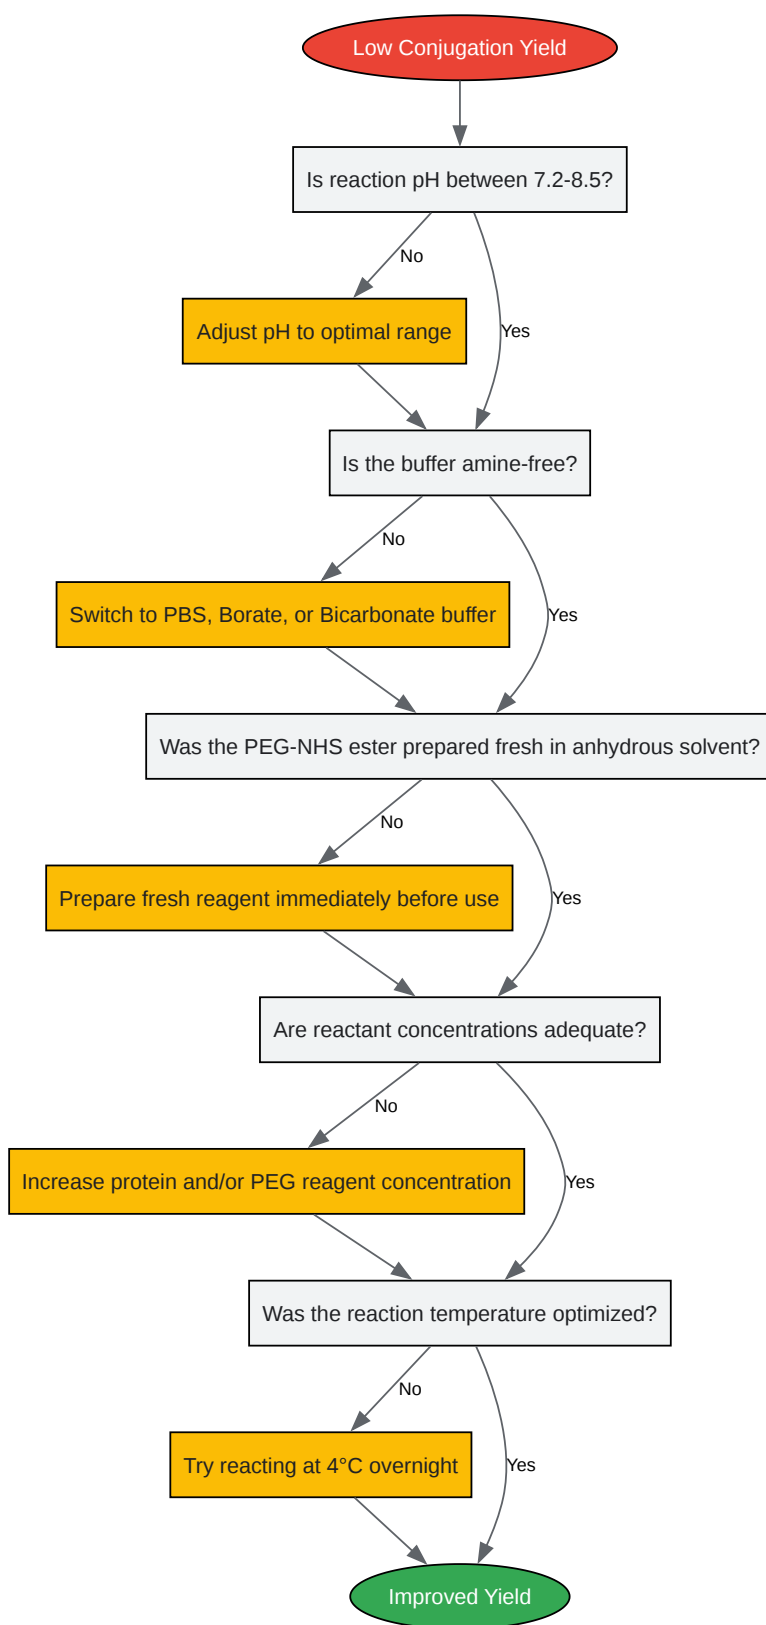 Low Conjugation Yield
Is reaction pH between 7.2-8.5?
No
Adjust pH to optimal range
Yes
Is the buffer amine-free?
No
Switch to PBS, Borate, or Bicarbonate buffer
Yes
Was the PEG-NHS ester prepared fresh in anhydrous solvent?
No
Prepare fresh reagent immediately before use
Yes
Are reactant concentrations adequate?
No
Increase protein and/or PEG reagent concentration
Yes
Was the reaction temperature optimized?
No
Try reacting at 4°C overnight
Yes
Improved Yield